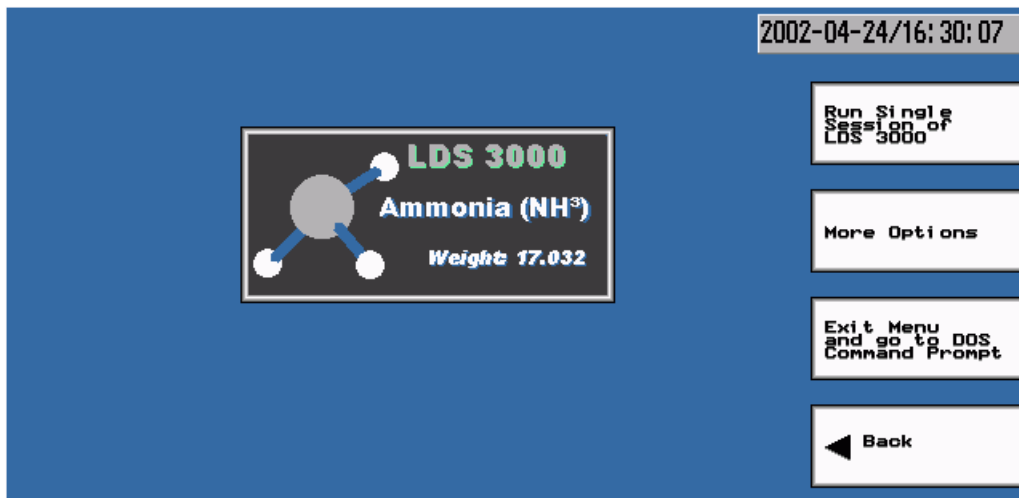 2002-04-24/16:30:07
LDS 3000
Ammonia (NH³)
Weight: 17.032
Run Single
Session of
LDS 3000
More Options
Exit Menu
and go to DOS
Command Prompt
Back